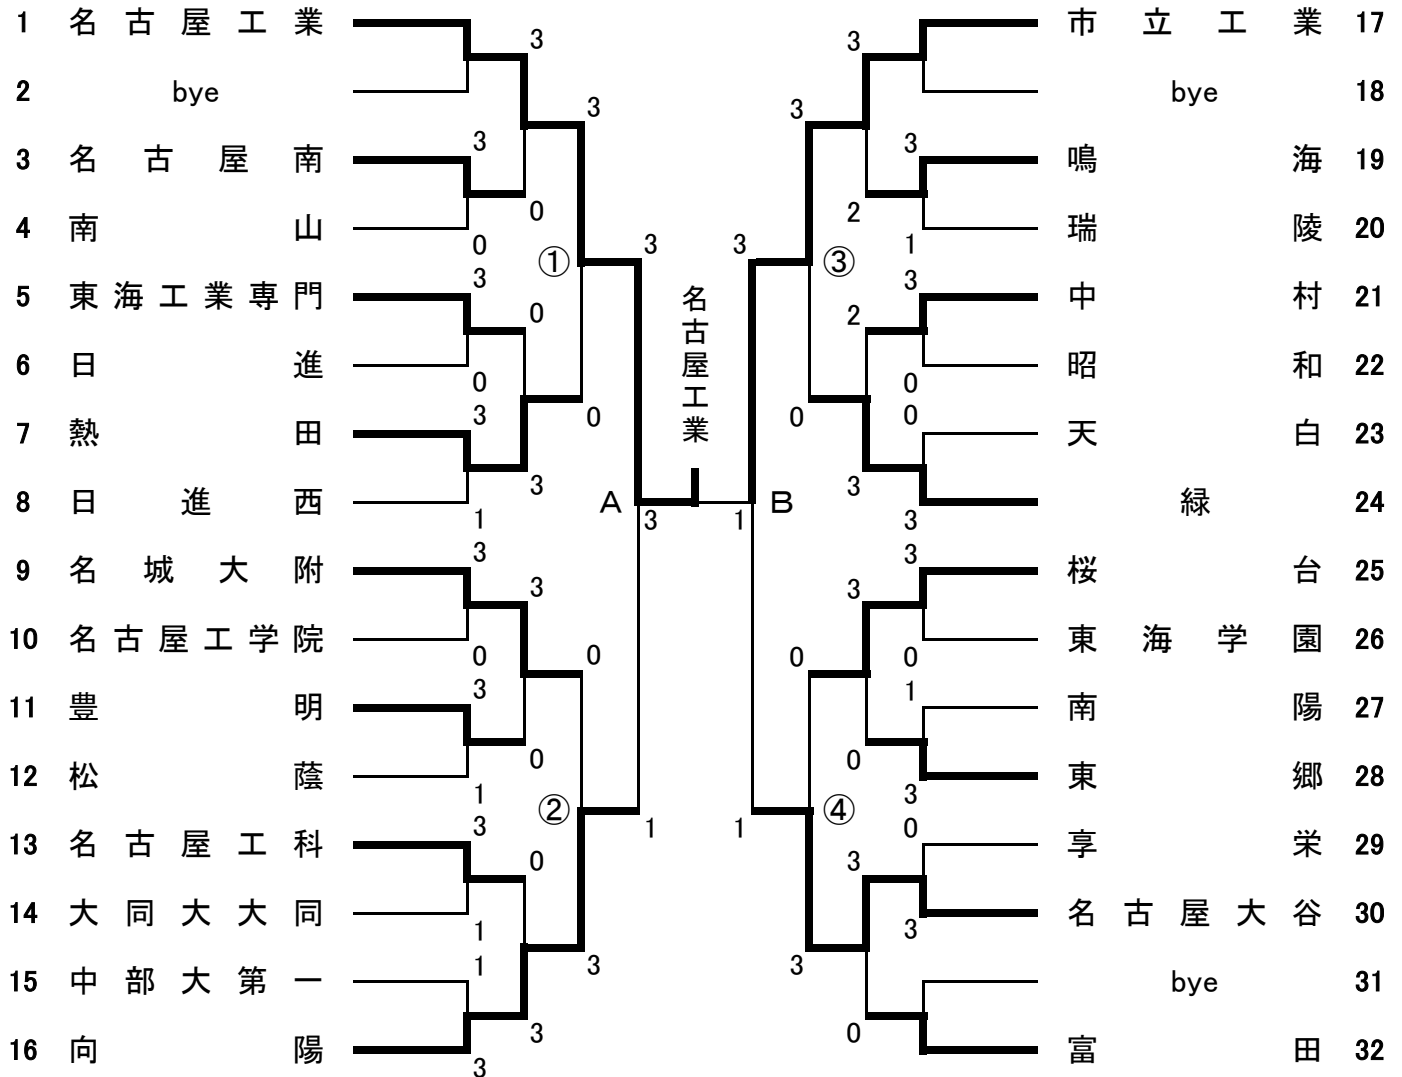 1 名古屋工業
2 bye
3 名古屋南
4 南山
5 東海工業専門
6 日進
7 熱田
8 日進西
9 名城大附
10 名古屋工学院
11 豊明
12 松蔭
13 名古屋工科
14 大同大大同
15 中部大第一
16 向陽
3
3
3
0
0
3
0
0
3
3
1
3
3
0
0
3
0
1
3
0
1
1
3
3
①
0
②
3
3
A
3
1
名古屋工業
3
B
1
1
3
③
0
0
④
3
3
3
2
1
3
2
0
0
3
3
3
3
0
1
0
3
0
3
3
0
市立工業 17
bye 18
鳴海 19
瑞陵 20
中村 21
昭和 22
天白 23
緑 24
桜台 25
東海学園 26
南陽 27
東郷 28
享栄 29
名古屋大谷 30
bye 31
富田 32